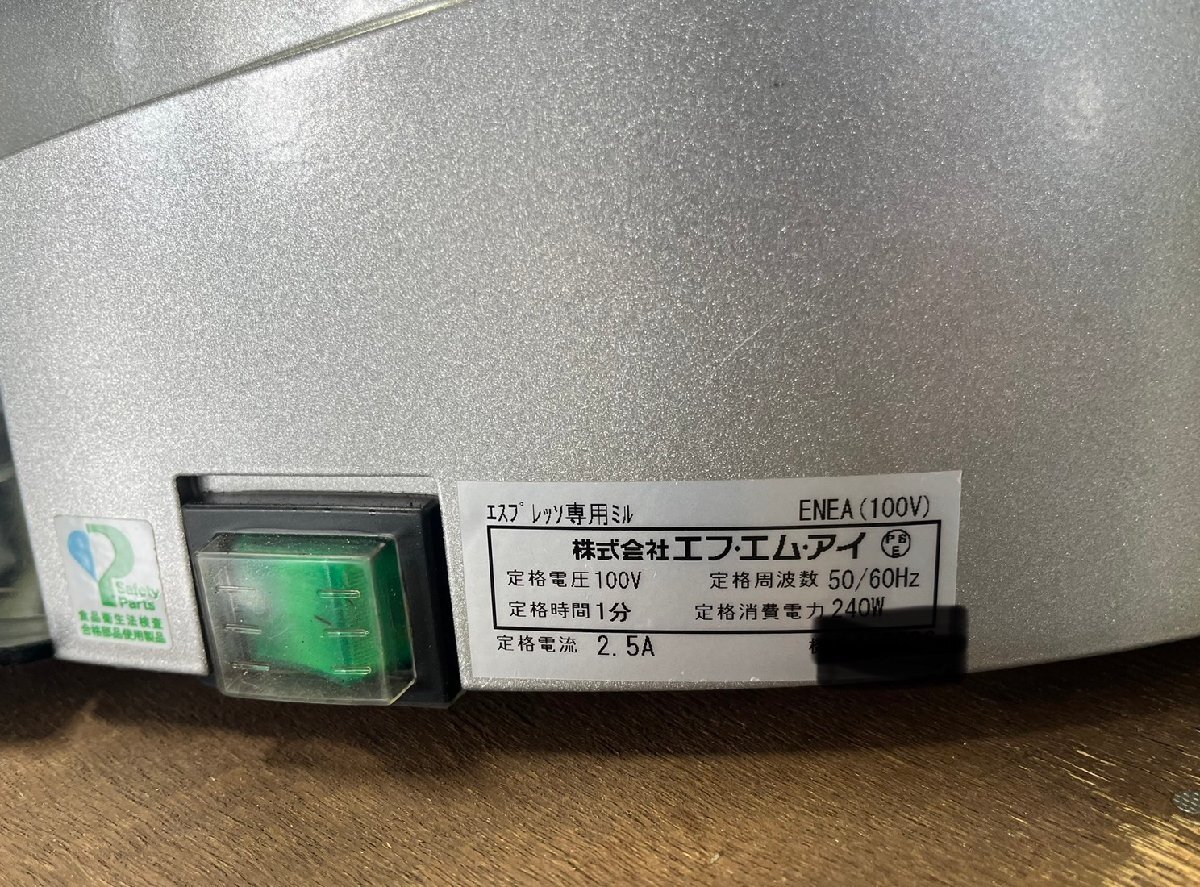 エスプレッソ専用ミル ENEA(100V)
株式会社エフ・エム・アイ PSE
定格電圧100V 定格周波数 50/60Hz
定格時間1分 定格消費電力240W
定格電流 2.5A
Safety
Parts
食品衛生法検査
合格部品使用製品